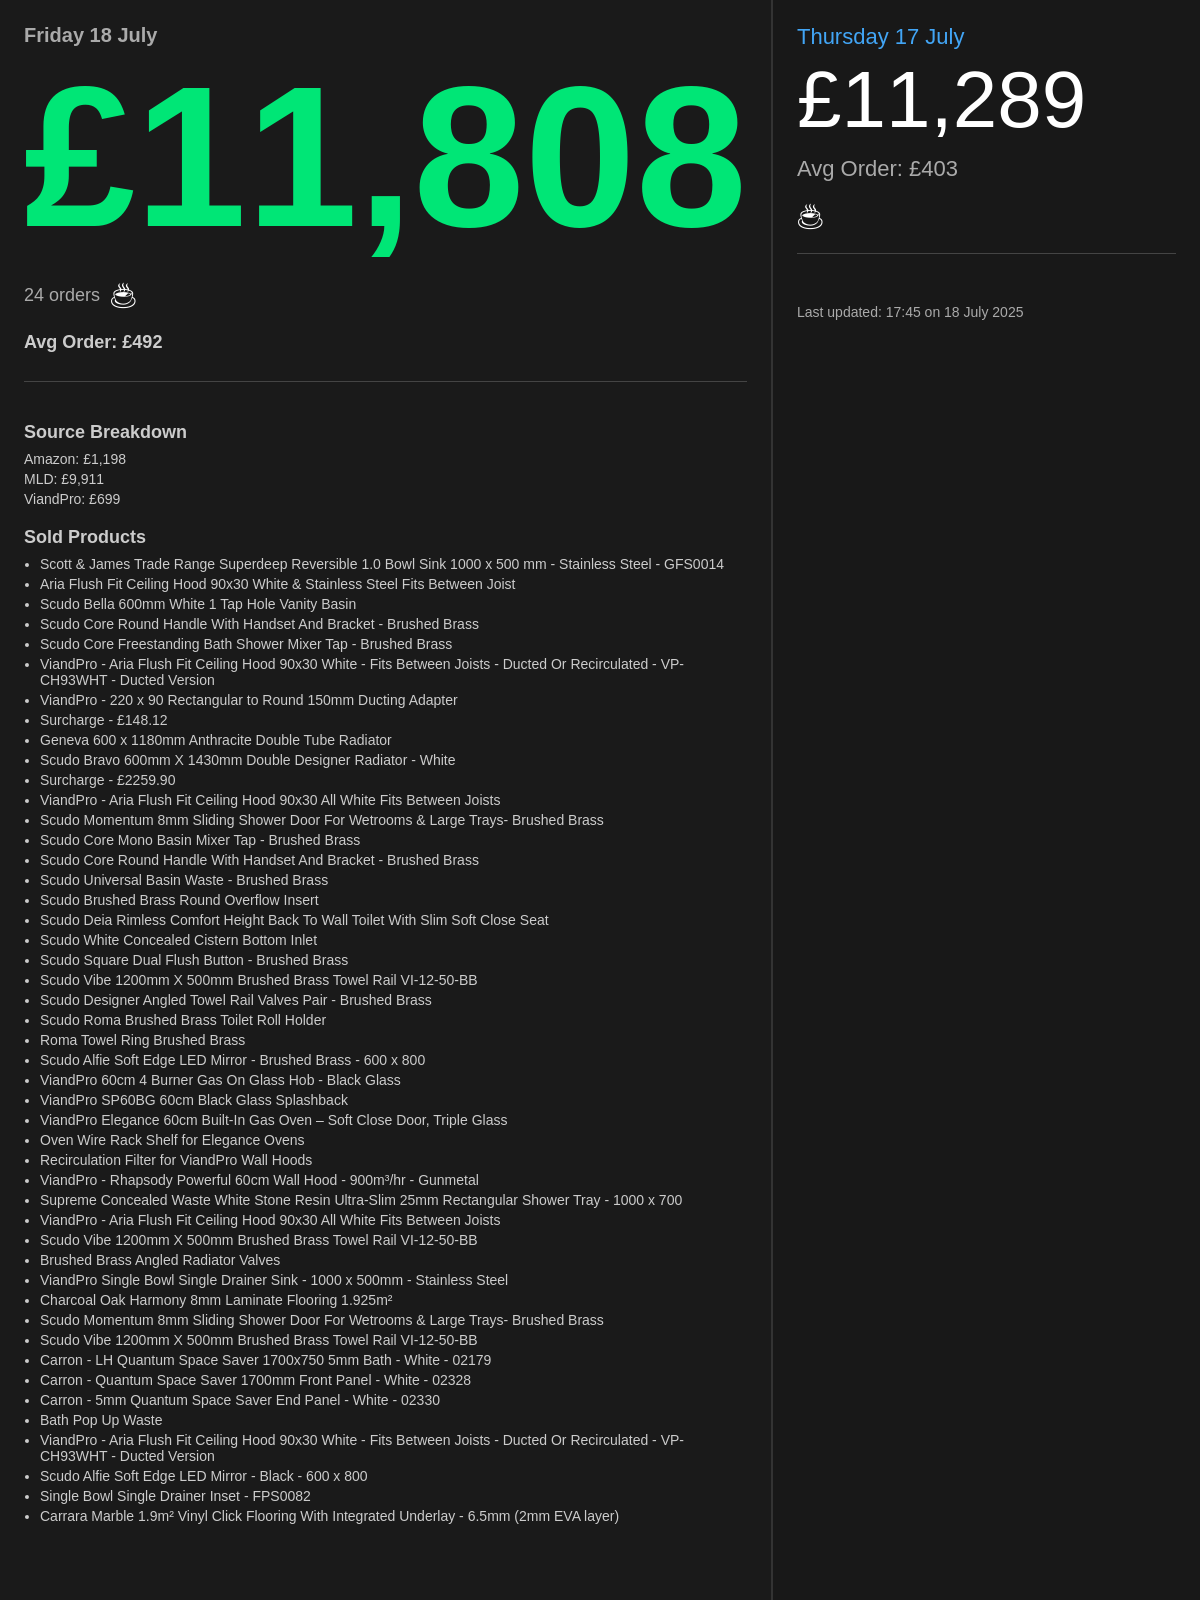 Friday 18 July
£11,808
24 orders ☕
Avg Order: £492
Source Breakdown
Amazon: £1,198
MLD: £9,911
ViandPro: £699
Sold Products
• Scott & James Trade Range Superdeep Reversible 1.0 Bowl Sink 1000 x 500 mm - Stainless Steel - GFS0014
• Aria Flush Fit Ceiling Hood 90x30 White & Stainless Steel Fits Between Joist
• Scudo Bella 600mm White 1 Tap Hole Vanity Basin
• Scudo Core Round Handle With Handset And Bracket - Brushed Brass
• Scudo Core Freestanding Bath Shower Mixer Tap - Brushed Brass
• ViandPro - Aria Flush Fit Ceiling Hood 90x30 White - Fits Between Joists - Ducted Or Recirculated - VP-
CH93WHT - Ducted Version
• ViandPro - 220 x 90 Rectangular to Round 150mm Ducting Adapter
• Surcharge - £148.12
• Geneva 600 x 1180mm Anthracite Double Tube Radiator
• Scudo Bravo 600mm X 1430mm Double Designer Radiator - White
• Surcharge - £2259.90
• ViandPro - Aria Flush Fit Ceiling Hood 90x30 All White Fits Between Joists
• Scudo Momentum 8mm Sliding Shower Door For Wetrooms & Large Trays- Brushed Brass
• Scudo Core Mono Basin Mixer Tap - Brushed Brass
• Scudo Core Round Handle With Handset And Bracket - Brushed Brass
• Scudo Universal Basin Waste - Brushed Brass
• Scudo Brushed Brass Round Overflow Insert
• Scudo Deia Rimless Comfort Height Back To Wall Toilet With Slim Soft Close Seat
• Scudo White Concealed Cistern Bottom Inlet
• Scudo Square Dual Flush Button - Brushed Brass
• Scudo Vibe 1200mm X 500mm Brushed Brass Towel Rail VI-12-50-BB
• Scudo Designer Angled Towel Rail Valves Pair - Brushed Brass
• Scudo Roma Brushed Brass Toilet Roll Holder
• Roma Towel Ring Brushed Brass
• Scudo Alfie Soft Edge LED Mirror - Brushed Brass - 600 x 800
• ViandPro 60cm 4 Burner Gas On Glass Hob - Black Glass
• ViandPro SP60BG 60cm Black Glass Splashback
• ViandPro Elegance 60cm Built-In Gas Oven – Soft Close Door, Triple Glass
• Oven Wire Rack Shelf for Elegance Ovens
• Recirculation Filter for ViandPro Wall Hoods
• ViandPro - Rhapsody Powerful 60cm Wall Hood - 900m³/hr - Gunmetal
• Supreme Concealed Waste White Stone Resin Ultra-Slim 25mm Rectangular Shower Tray - 1000 x 700
• ViandPro - Aria Flush Fit Ceiling Hood 90x30 All White Fits Between Joists
• Scudo Vibe 1200mm X 500mm Brushed Brass Towel Rail VI-12-50-BB
• Brushed Brass Angled Radiator Valves
• ViandPro Single Bowl Single Drainer Sink - 1000 x 500mm - Stainless Steel
• Charcoal Oak Harmony 8mm Laminate Flooring 1.925m²
• Scudo Momentum 8mm Sliding Shower Door For Wetrooms & Large Trays- Brushed Brass
• Scudo Vibe 1200mm X 500mm Brushed Brass Towel Rail VI-12-50-BB
• Carron - LH Quantum Space Saver 1700x750 5mm Bath - White - 02179
• Carron - Quantum Space Saver 1700mm Front Panel - White - 02328
• Carron - 5mm Quantum Space Saver End Panel - White - 02330
• Bath Pop Up Waste
• ViandPro - Aria Flush Fit Ceiling Hood 90x30 White - Fits Between Joists - Ducted Or Recirculated - VP-
CH93WHT - Ducted Version
• Scudo Alfie Soft Edge LED Mirror - Black - 600 x 800
• Single Bowl Single Drainer Inset - FPS0082
• Carrara Marble 1.9m² Vinyl Click Flooring With Integrated Underlay - 6.5mm (2mm EVA layer)
Thursday 17 July
£11,289
Avg Order: £403
☕
Last updated: 17:45 on 18 July 2025